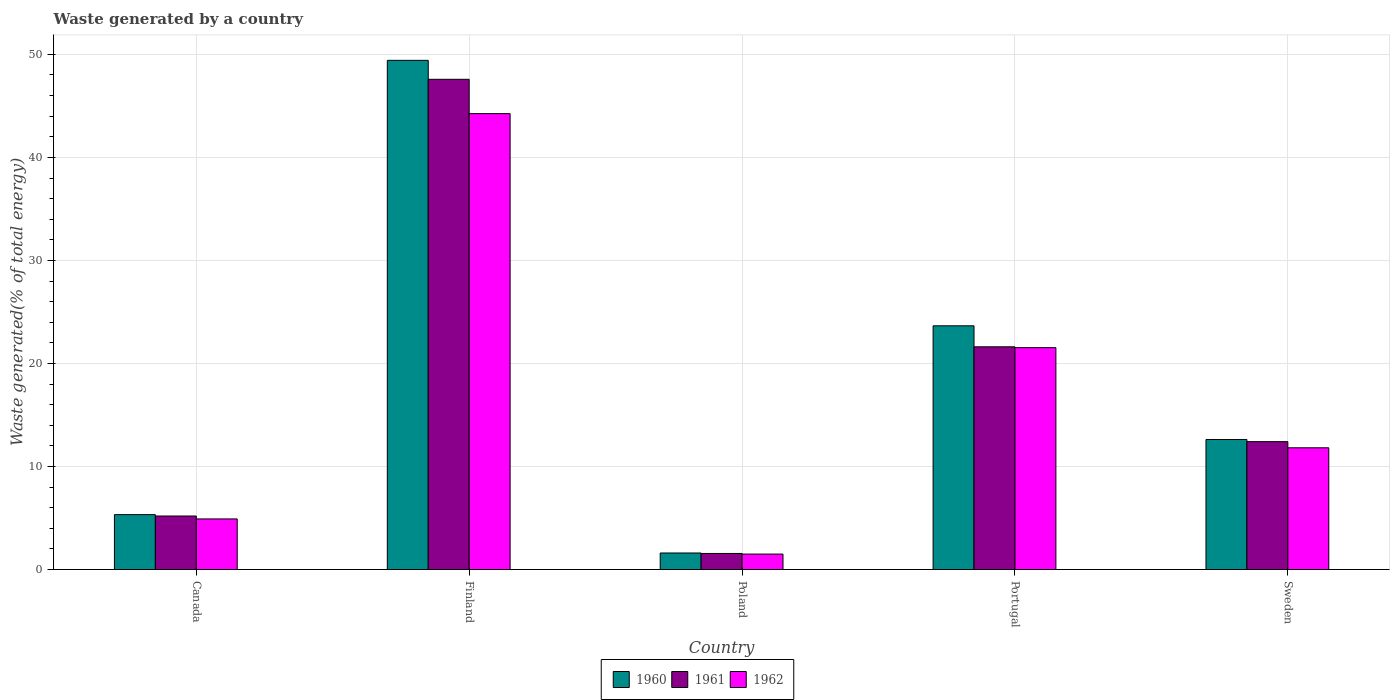 Waste generated by a country
Waste generated(% of total energy)
50
40
30
20
10
0
Canada
Finland
Poland
Portugal
Sweden
Country
1960
1961
1962